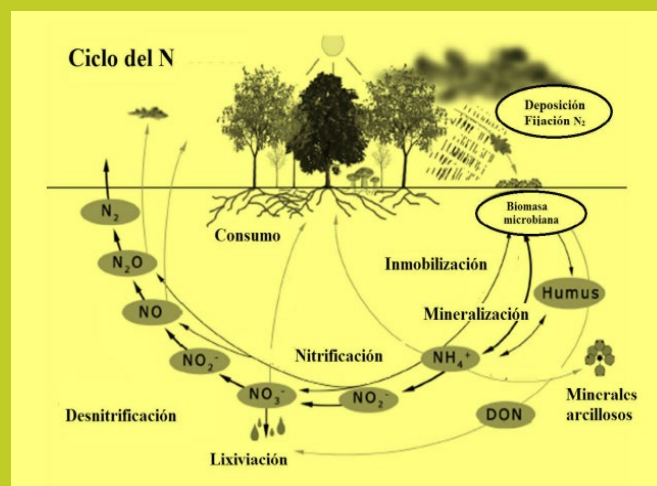 Ciclo del N
Deposición
Fijación N₂
Biomasa
microbiana
Consumo
N₂
N₂O
NO
NO₂⁻
NO₃⁻
NO₂⁻
NH₄⁺
Inmobilización
Mineralización
Humus
Nitrificación
Desnitrificación
Lixiviación
DON
Minerales
arcillosos